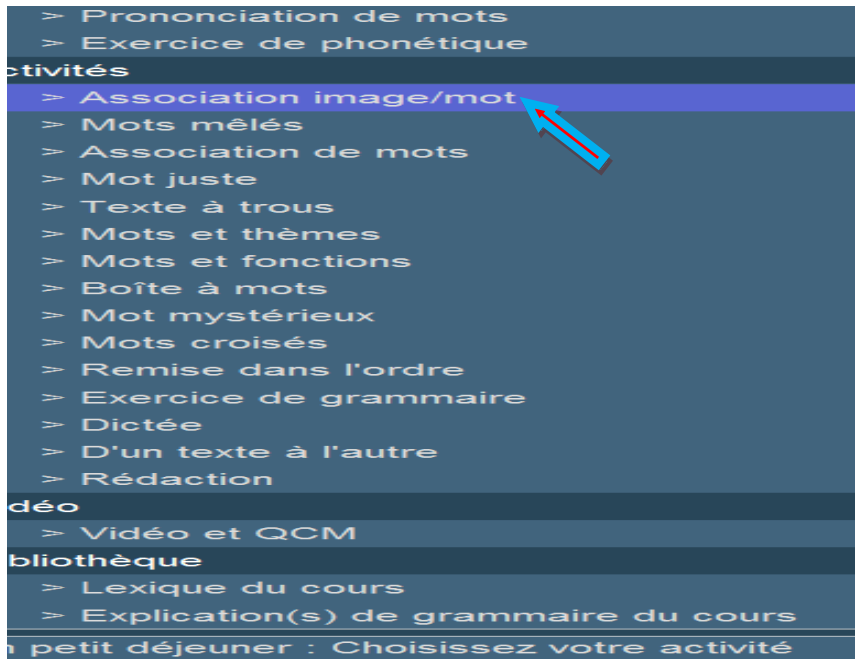 > Prononciation de mots
> Exercice de phonétique
ctivités
> Association image/mot
> Mots mêlés
> Association de mots
> Mot juste
> Texte à trous
> Mots et thèmes
> Mots et fonctions
> Boîte à mots
> Mot mystérieux
> Mots croisés
> Remise dans l'ordre
> Exercice de grammaire
> Dictée
> D'un texte à l'autre
> Rédaction
déo
> Vidéo et QCM
bliothèque
> Lexique du cours
> Explication(s) de grammaire du cours
n petit déjeuner : Choisissez votre activité